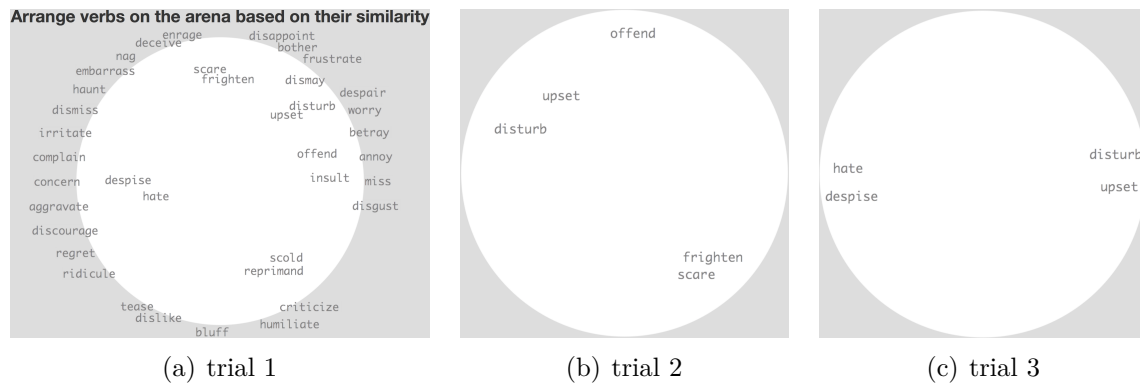 Arrange verbs on the arena based on their similarity
enrage
disappoint
deceive
bother
nag
frustrate
embarrass
scare
frighten
dismay
haunt
despair
dismiss
disturb
worry
upset
irritate
betray
complain
offend
annoy
concern
despise
insult
miss
hate
aggravate
disgust
discourage
regret
scold
ridicule
reprimand
tease
criticize
dislike
humiliate
bluff
(a) trial 1
offend
upset
disturb
frighten
scare
(b) trial 2
disturb
hate
upset
despise
(c) trial 3